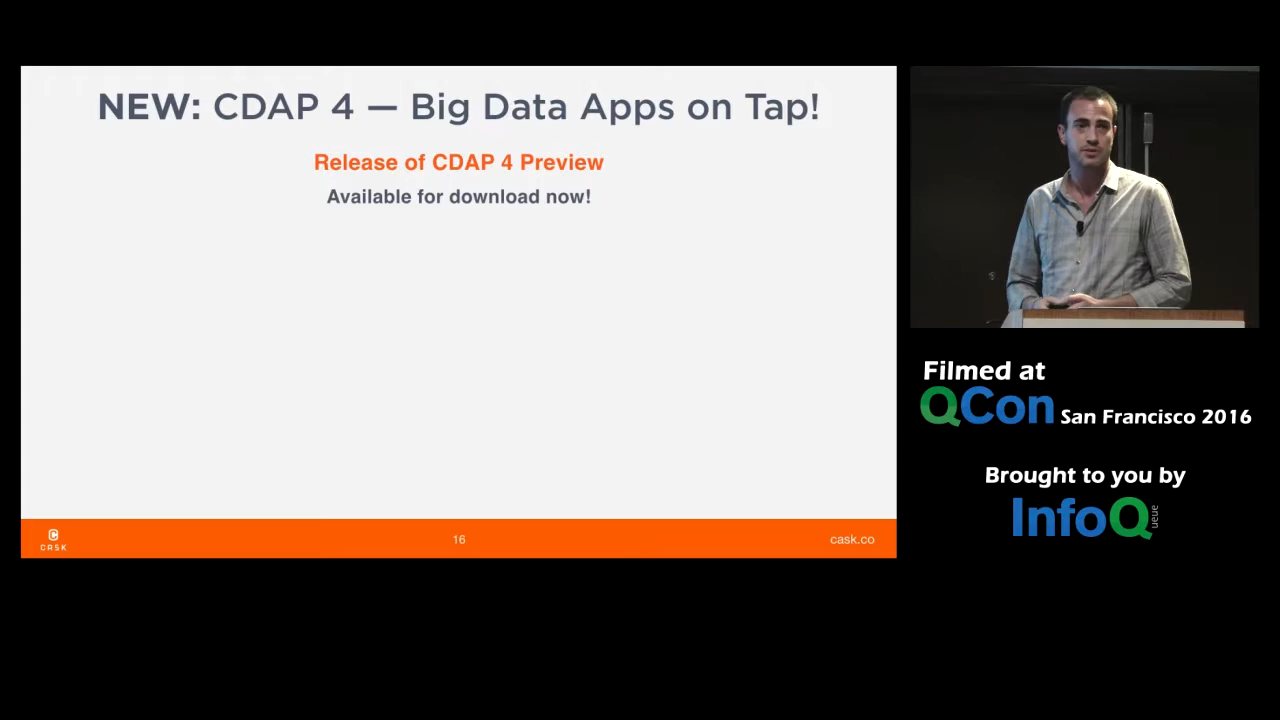 NEW: CDAP 4 — Big Data Apps on Tap!
Release of CDAP 4 Preview
Available for download now!
CASK
16
cask.co
Filmed at
QCon San Francisco 2016
Brought to you by
InfoQueue